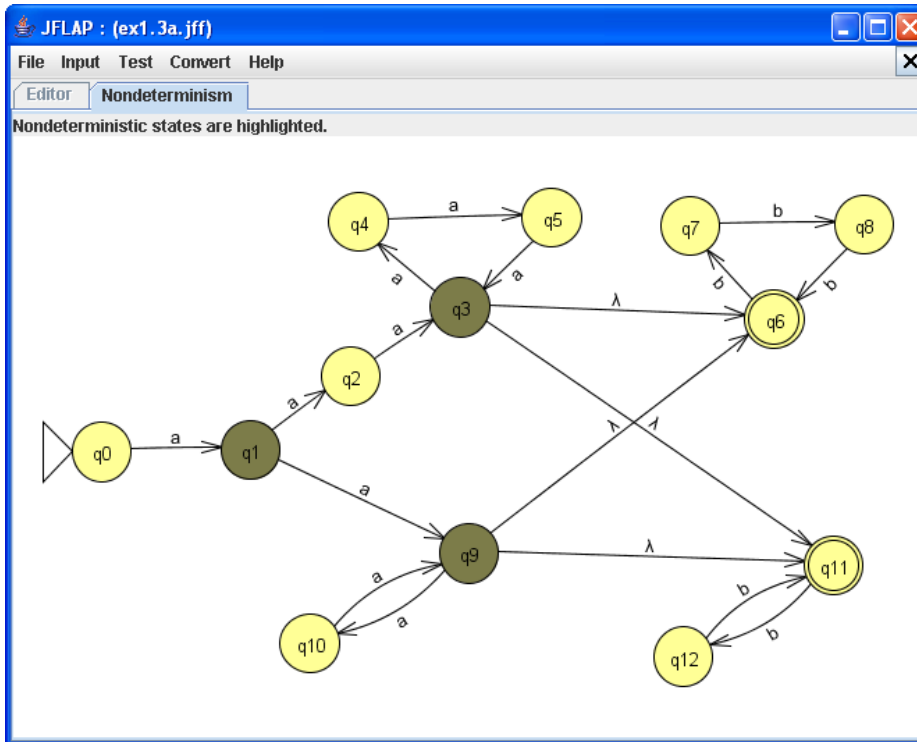 JFLAP : (ex1.3a.jff)
File Input Test Convert Help
Editor Nondeterminism
Nondeterministic states are highlighted.
q4 a q5 q7 b q8
a a b b
q3 λ q6
a
q2
a λ λ
q0 a q1
a
q9 λ q11
a b
a b
q10 q12